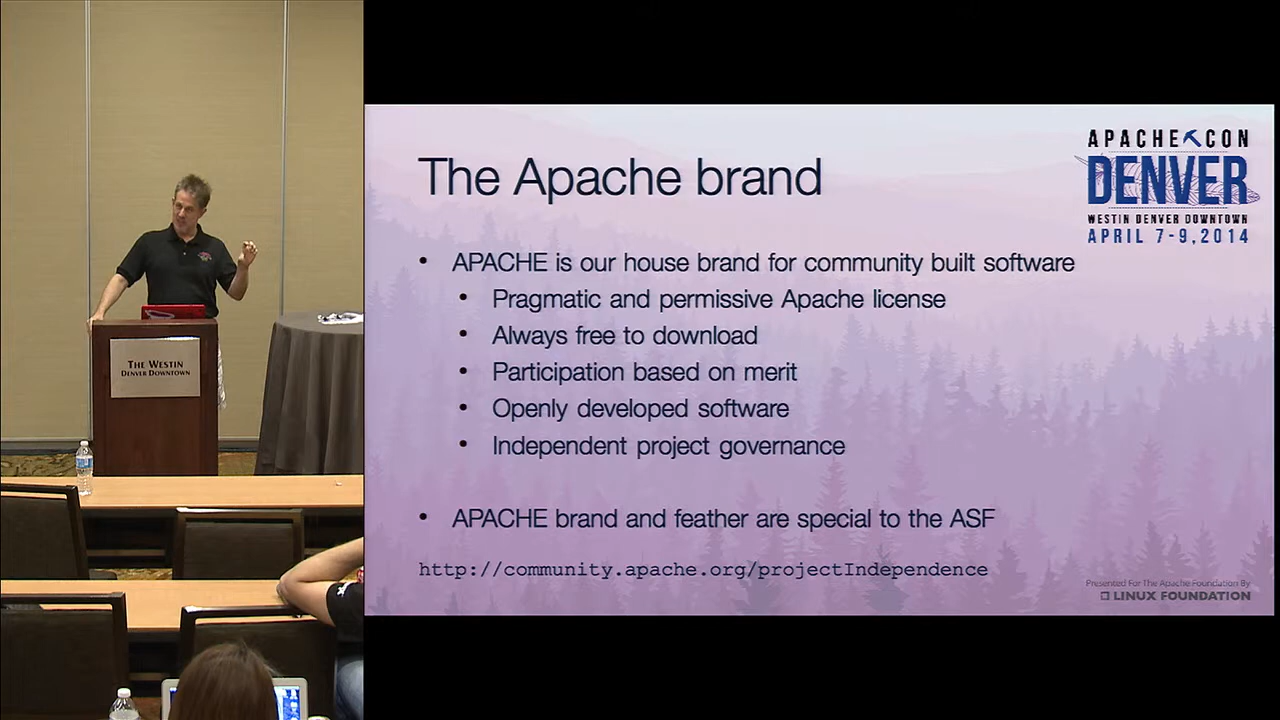 THE WESTIN
DENVER DOWNTOWN
The Apache brand
APACHE CON
DENVER
WESTIN DENVER DOWNTOWN
APRIL 7-9, 2014
• APACHE is our house brand for community built software
• Pragmatic and permissive Apache license
• Always free to download
• Participation based on merit
• Openly developed software
• Independent project governance
• APACHE brand and feather are special to the ASF
http://community.apache.org/projectIndependence
Presented For The Apache Foundation By
LINUX FOUNDATION